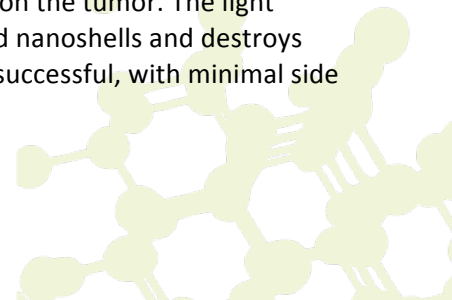 on the tumor. The light
d nanoshells and destroys
successful, with minimal side